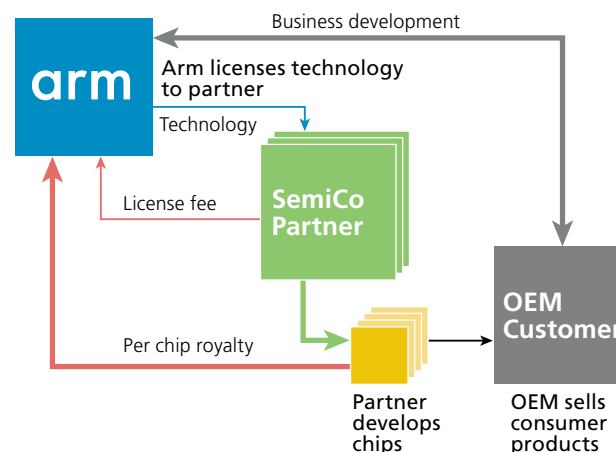 Business development
arm
Arm licenses technology
to partner
Technology
SemiCo
Partner
License fee
OEM
Customer
Per chip royalty
Partner
develops
chips
OEM sells
consumer
products